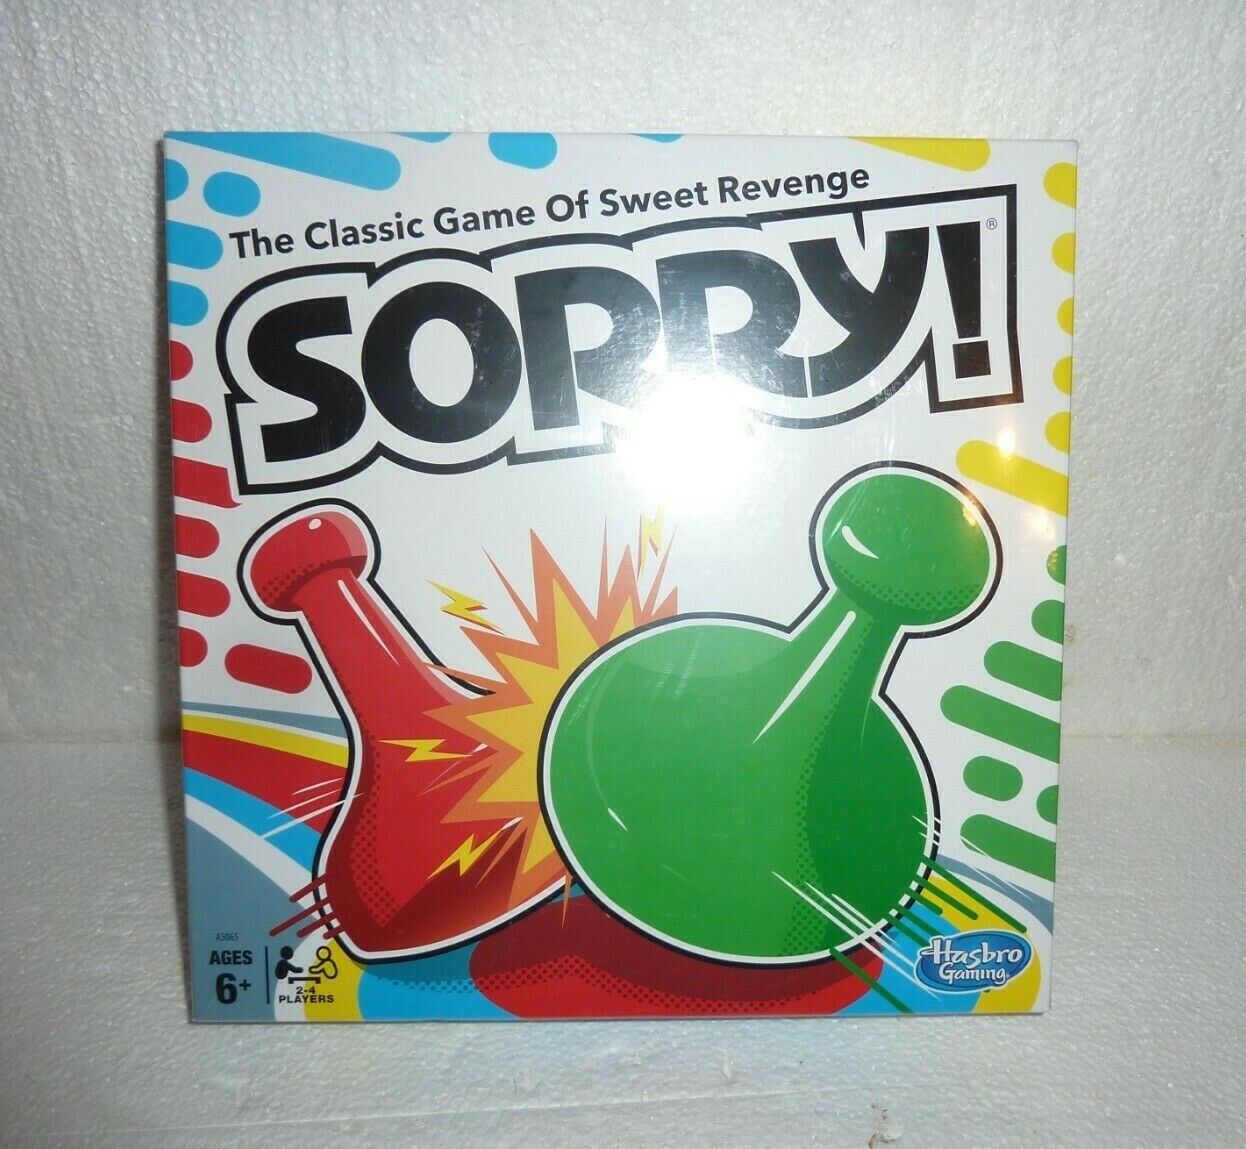 The Classic Game Of Sweet Revenge
SORRY!®
A5065
AGES
6+
2-4
PLAYERS
Hasbro
Gaming